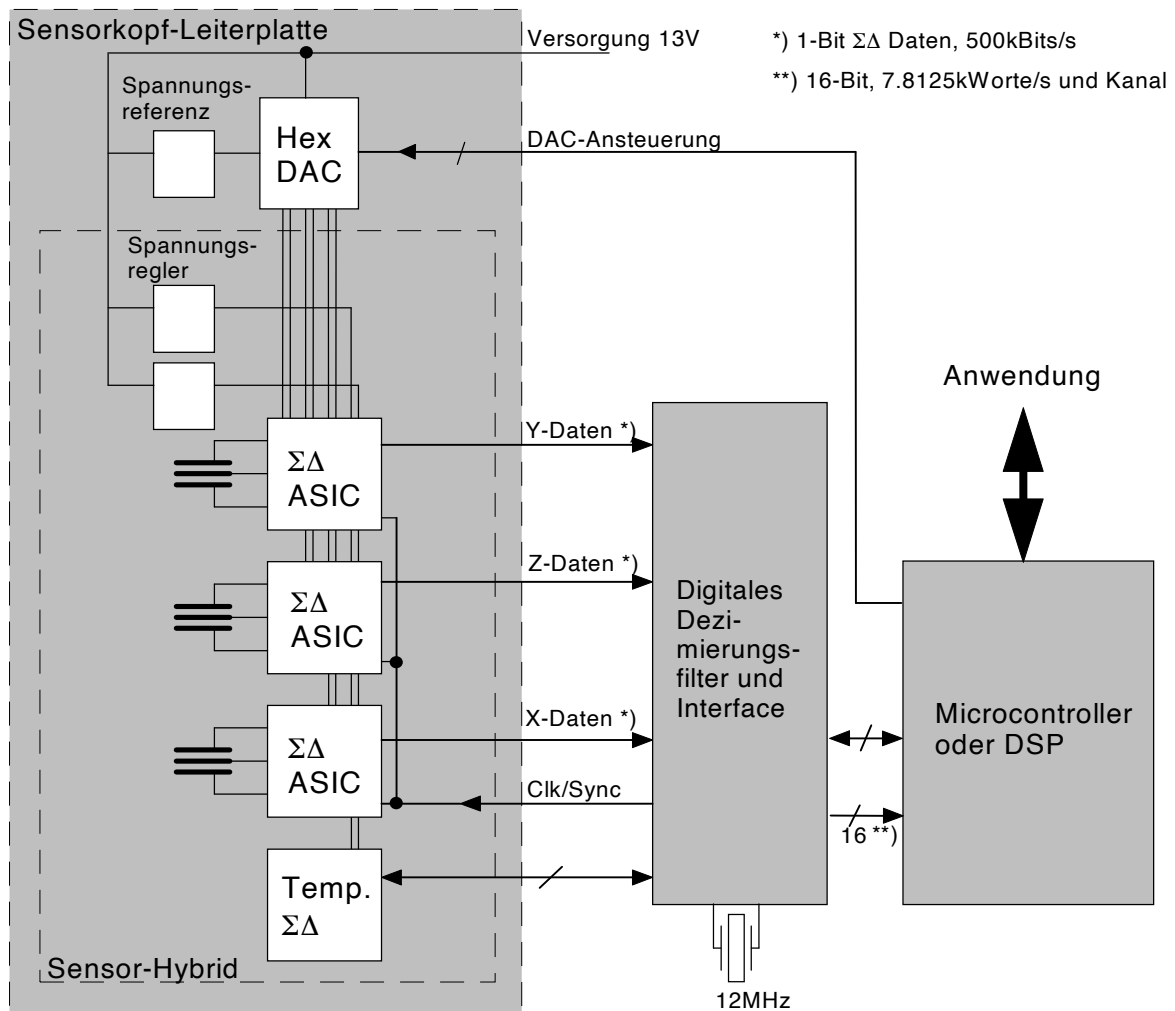 Sensorkopf-Leiterplatte
Versorgung 13V
*) 1-Bit ΣΔ Daten, 500kBits/s
**) 16-Bit, 7.8125kWorte/s und Kanal
Spannungs-
referenz
Hex
DAC
DAC-Ansteuerung
Spannungs-
regler
Anwendung
Y-Daten *)
ΣΔ
ASIC
Z-Daten *)
ΣΔ
ASIC
Digitales
Dezi-
mierungs-
filter und
Interface
X-Daten *)
ΣΔ
ASIC
Microcontroller
oder DSP
Clk/Sync
16 **)
Temp.
ΣΔ
Sensor-Hybrid
12MHz